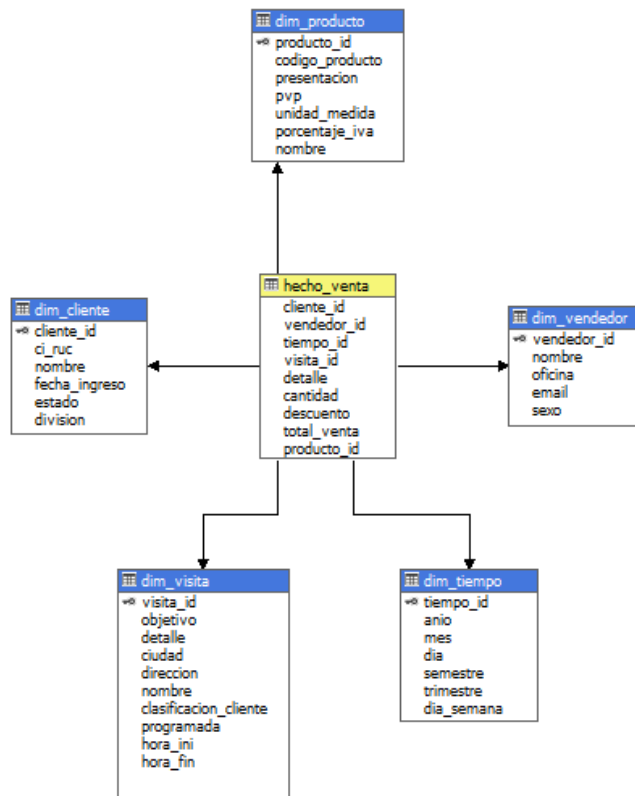 dim_producto
producto_id
codigo_producto
presentacion
pvp
unidad_medida
porcentaje_iva
nombre
hecho_venta
cliente_id
vendedor_id
tiempo_id
visita_id
detalle
cantidad
descuento
total_venta
producto_id
dim_cliente
cliente_id
ci_ruc
nombre
fecha_ingreso
estado
division
dim_vendedor
vendedor_id
nombre
oficina
email
sexo
dim_visita
visita_id
objetivo
detalle
ciudad
direccion
nombre
clasificacion_cliente
programada
hora_ini
hora_fin
dim_tiempo
tiempo_id
anio
mes
dia
semestre
trimestre
dia_semana